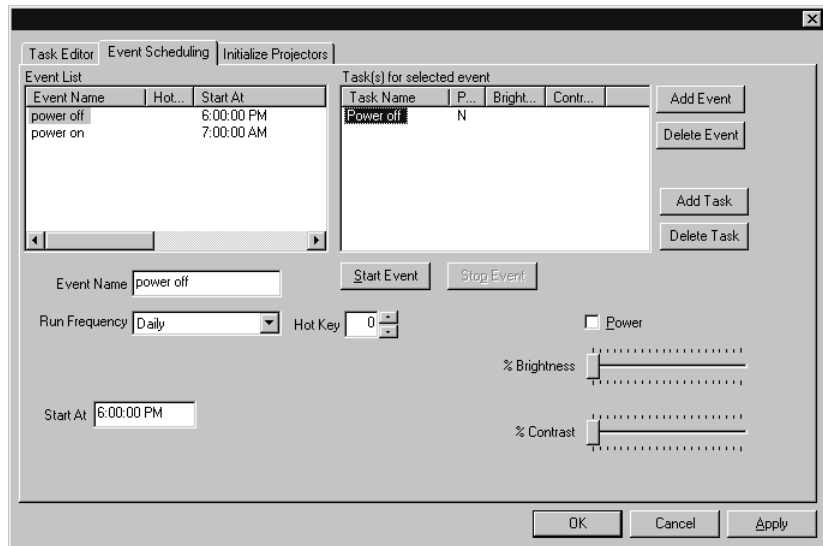 Task Editor Event Scheduling Initialize Projectors
Event List Task(s) for selected event
Event Name Hot... Start At Task Name P... Bright... Contr... Add Event
power off 6:00:00 PM Power off N
power on 7:00:00 AM Delete Event
Add Task
Delete Task
Start Event Stop Event
Event Name power off
Run Frequency Daily Hot Key 0 Power
% Brightness
Start At 6:00:00 PM
% Contrast
OK Cancel Apply